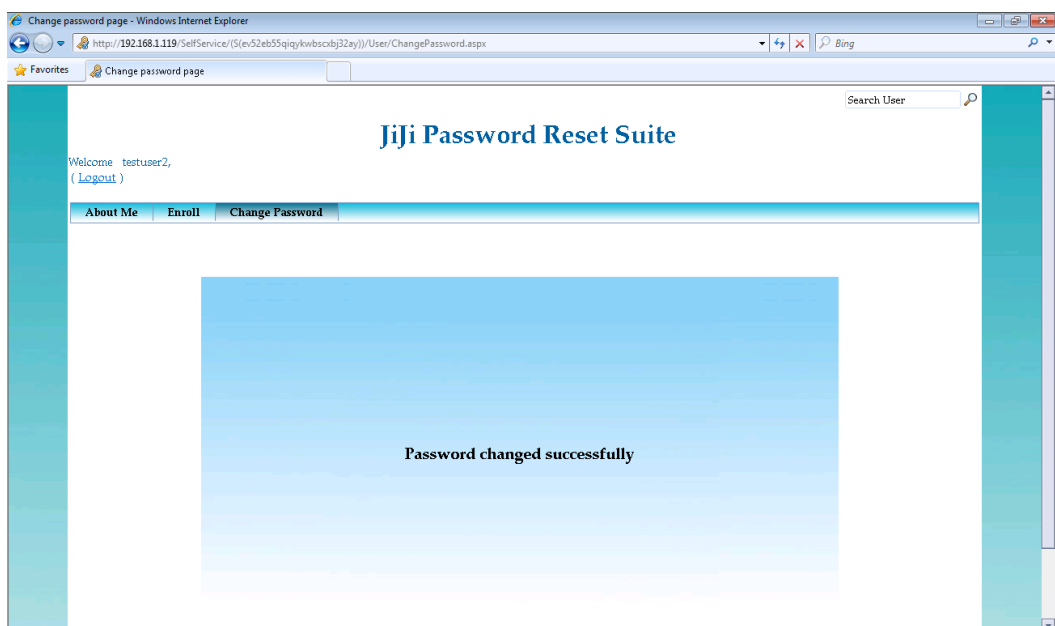 Change password page - Windows Internet Explorer
http://192.168.1.119/SelfService/(S(ev52eb55qiqykwbscxbj32ay))/User/ChangePassword.aspx
Bing
Favorites
Change password page
Search User
JiJi Password Reset Suite
Welcome testuser2,
( Logout )
About Me Enroll Change Password
Password changed successfully